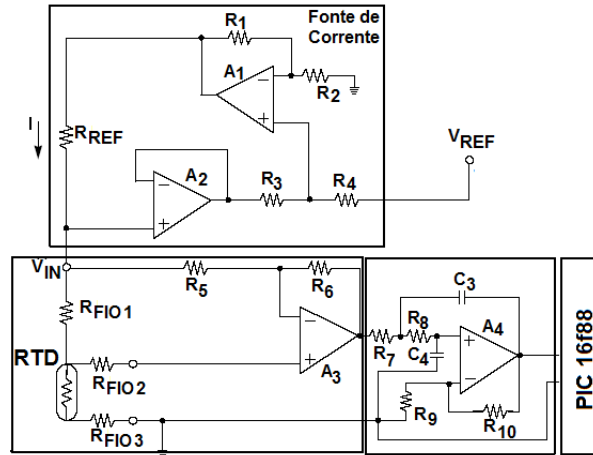 Fonte de
Corrente
R1
A1
R2
I
RREF
VREF
A2
R3
R4
VIN
R5
R6
RFIO1
C3
RTD
RFIO2
A3
R7
R8
C4
A4
RFIO3
R9
R10
PIC 16f88